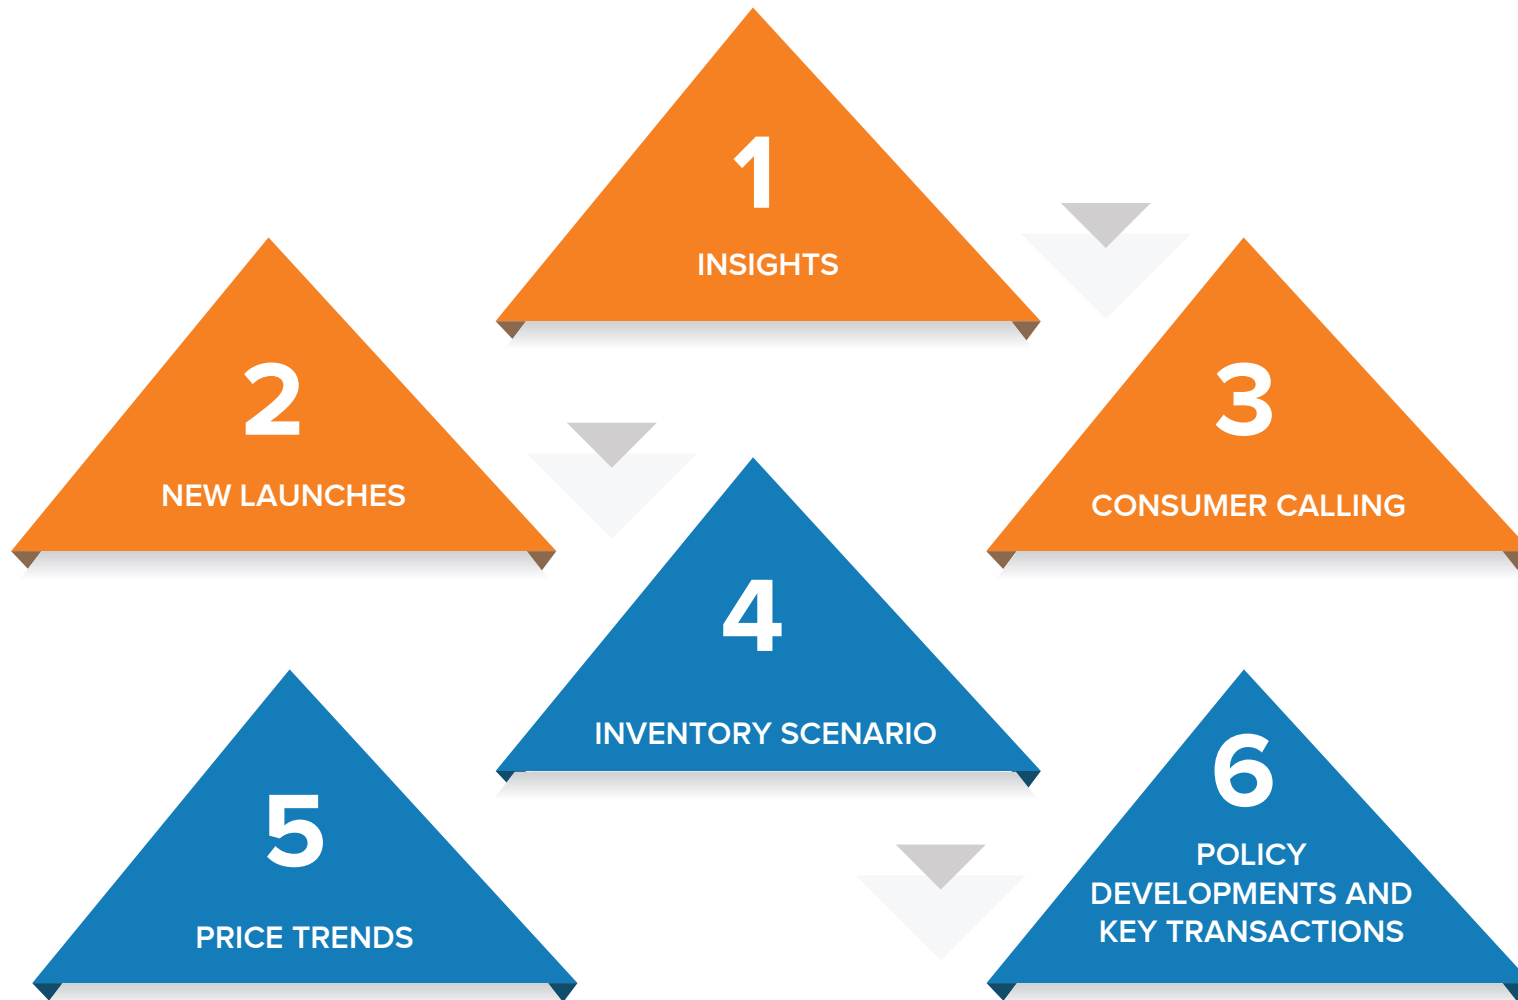 1
INSIGHTS
2
NEW LAUNCHES
3
CONSUMER CALLING
4
INVENTORY SCENARIO
5
PRICE TRENDS
6
POLICY
DEVELOPMENTS AND
KEY TRANSACTIONS